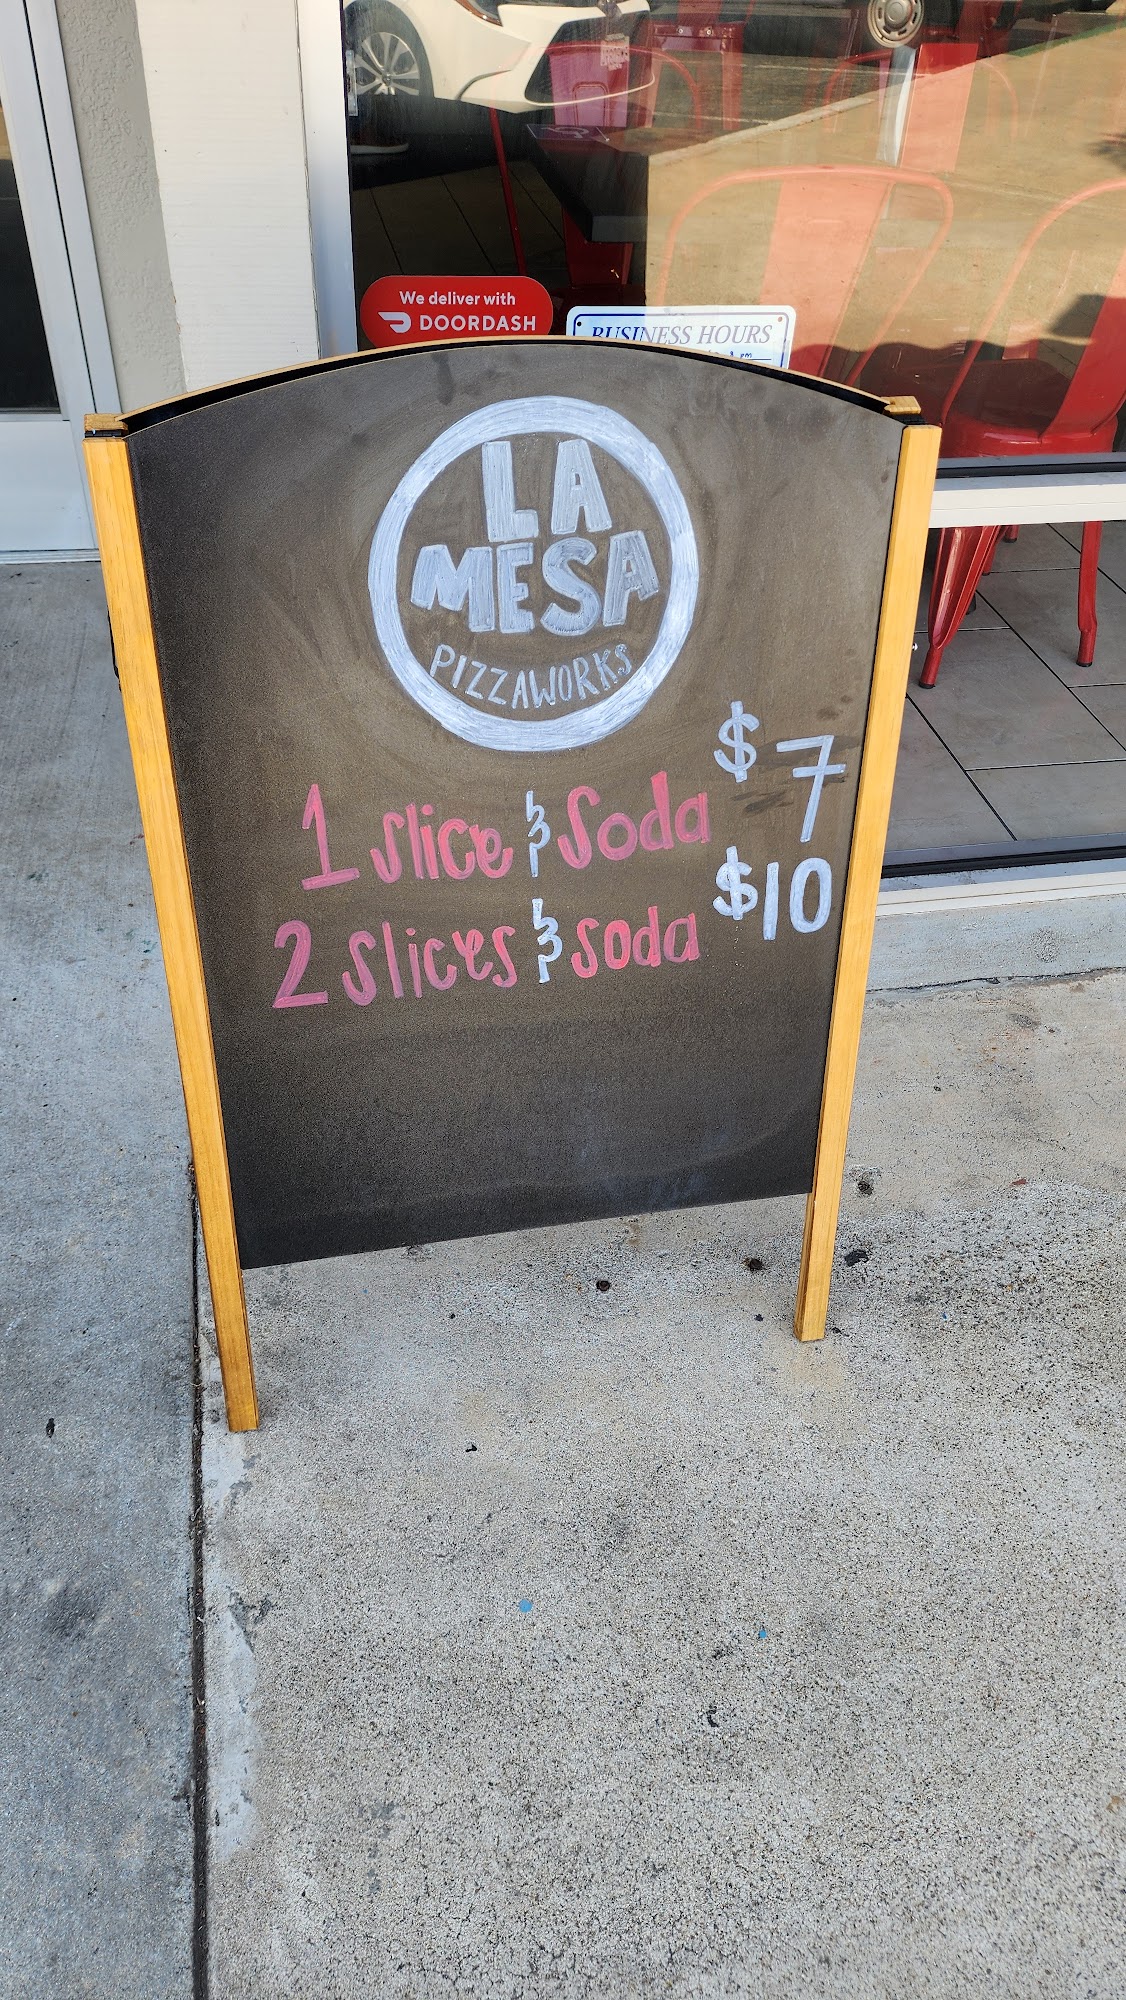 We deliver with
DOORDASH
BUSINESS HOURS
LA
MESA
PIZZAWORKS
1 slice & Soda $7
2 slices & soda $10